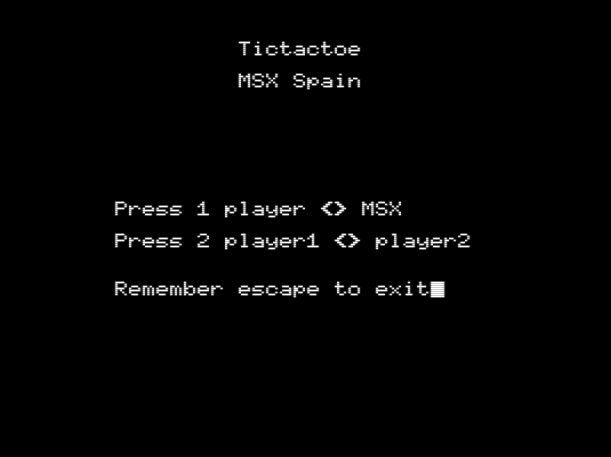 Tictactoe
MSX Spain
Press 1 player <> MSX
Press 2 player1 <> player2
Remember escape to exit